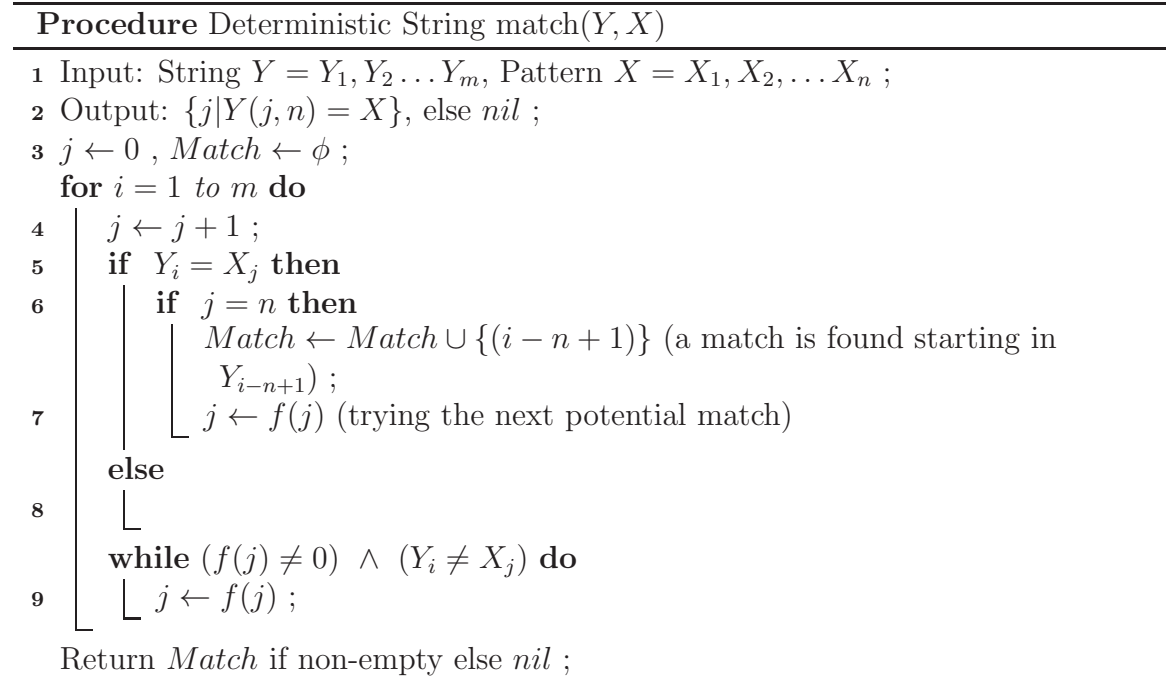 Procedure Deterministic String match(Y, X)
1 Input: String Y = Y₁, Y₂ … Yₘ, Pattern X = X₁, X₂, … Xₙ ;
2 Output: {j|Y(j, n) = X}, else nil ;
3 j ← 0 , Match ← ϕ ;
for i = 1 to m do
4 j ← j + 1 ;
5 if Yᵢ = Xⱼ then
6 if j = n then
Match ← Match ∪ {(i − n + 1)} (a match is found starting in
Yᵢ₋ₙ₊₁) ;
7 j ← f(j) (trying the next potential match)
else
8
while (f(j) ≠ 0) ∧ (Yᵢ ≠ Xⱼ) do
9 j ← f(j) ;
Return Match if non-empty else nil ;